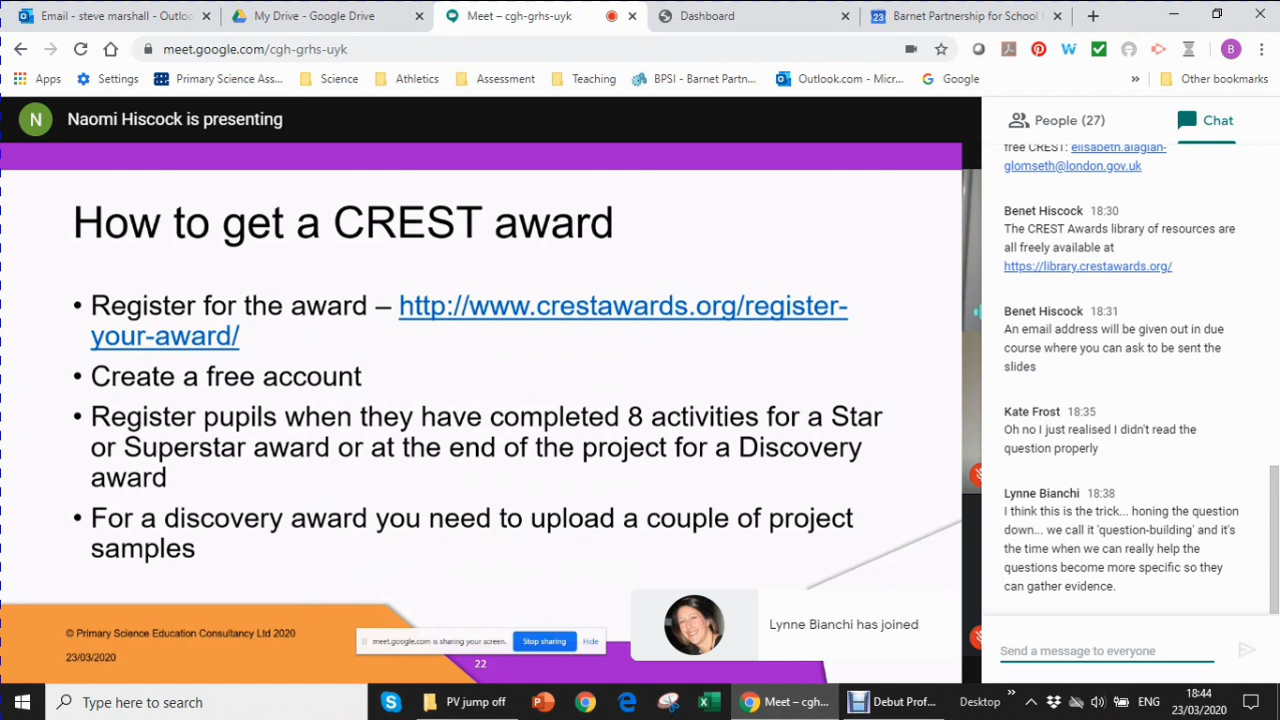 Email - steve marshall - Outloo
My Drive - Google Drive
Meet – cgh-grhs-uyk
Dashboard
23
Barnet Partnership for School I
meet.google.com/cgh-grhs-uyk
B
Apps
Settings
Primary Science Ass...
Science
Athletics
Assessment
Teaching
BPSI - Barnet Partn...
Outlook.com - Micr...
Google
»
Other bookmarks
N
Naomi Hiscock is presenting
People (27)
Chat
How to get a CREST award
• Register for the award – http://www.crestawards.org/register-
your-award/
• Create a free account
• Register pupils when they have completed 8 activities for a Star
or Superstar award or at the end of the project for a Discovery
award
• For a discovery award you need to upload a couple of project
samples
© Primary Science Education Consultancy Ltd 2020
23/03/2020
22
meet.google.com is sharing your screen.
Stop sharing
Hide
Lynne Bianchi has joined
free CREST: elisabeth.alagian-
glomseth@london.gov.uk
Benet Hiscock 18:30
The CREST Awards library of resources are
all freely available at
https://library.crestawards.org/
Benet Hiscock 18:31
An email address will be given out in due
course where you can ask to be sent the
slides
Kate Frost 18:35
Oh no I just realised I didn't read the
question properly
Lynne Bianchi 18:38
I think this is the trick... honing the question
down... we call it 'question-building' and it's
the time when we can really help the
questions become more specific so they
can gather evidence.
Send a message to everyone
Type here to search
PV jump off
Meet – cgh-...
Debut Prof...
Desktop
»
ENG
18:44
23/03/2020